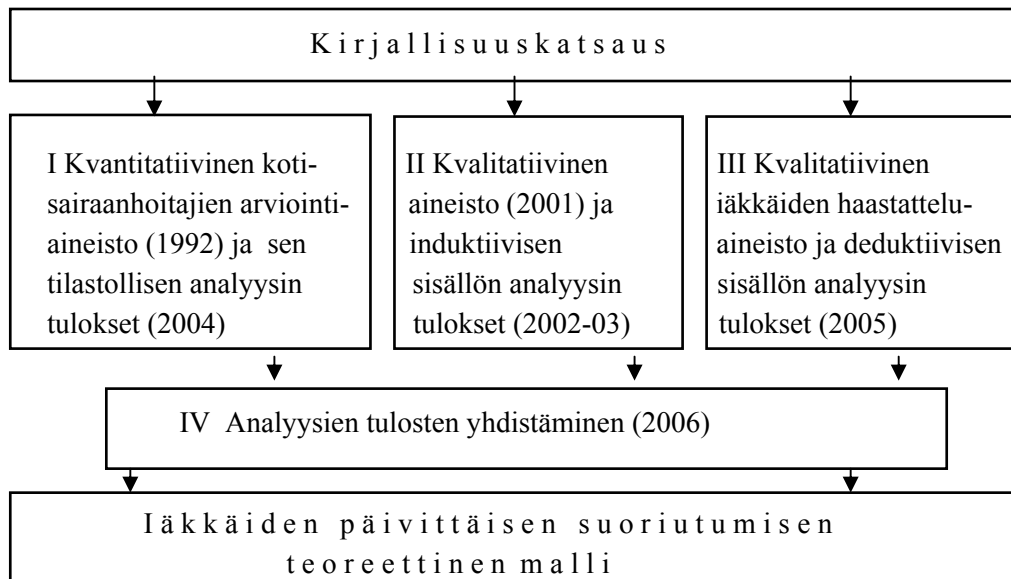 Kirjallisuuskatsaus
I Kvantitatiivinen koti-
sairaanhoitajien arviointi-
aineisto (1992) ja sen
tilastollisen analyysin
tulokset (2004)
II Kvalitatiivinen
aineisto (2001) ja
induktiivisen
sisällön analyysin
tulokset (2002-03)
III Kvalitatiivinen
iäkkäiden haastattelu-
aineisto ja deduktiivisen
sisällön analyysin
tulokset (2005)
IV Analyysien tulosten yhdistäminen (2006)
Iäkkäiden päivittäisen suoriutumisen
teoreettinen malli